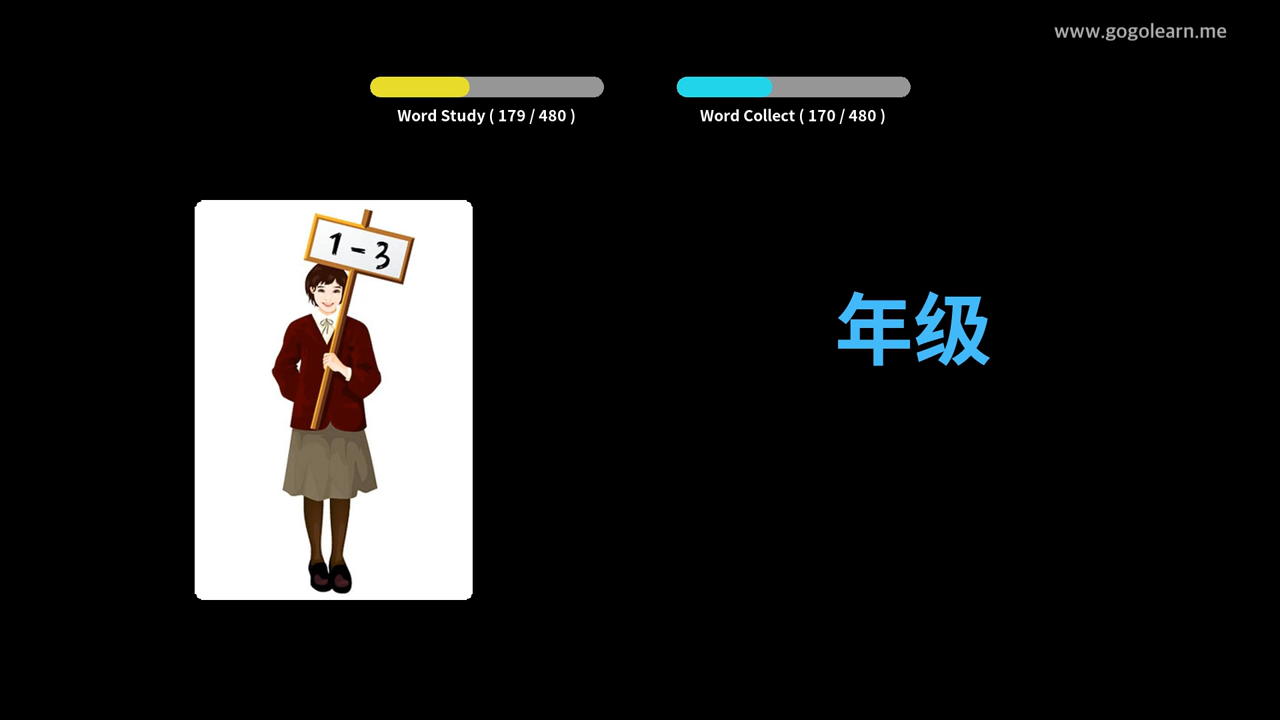 www.gogolearn.me
Word Study ( 179 / 480 )
Word Collect ( 170 / 480 )
1 - 3
年级